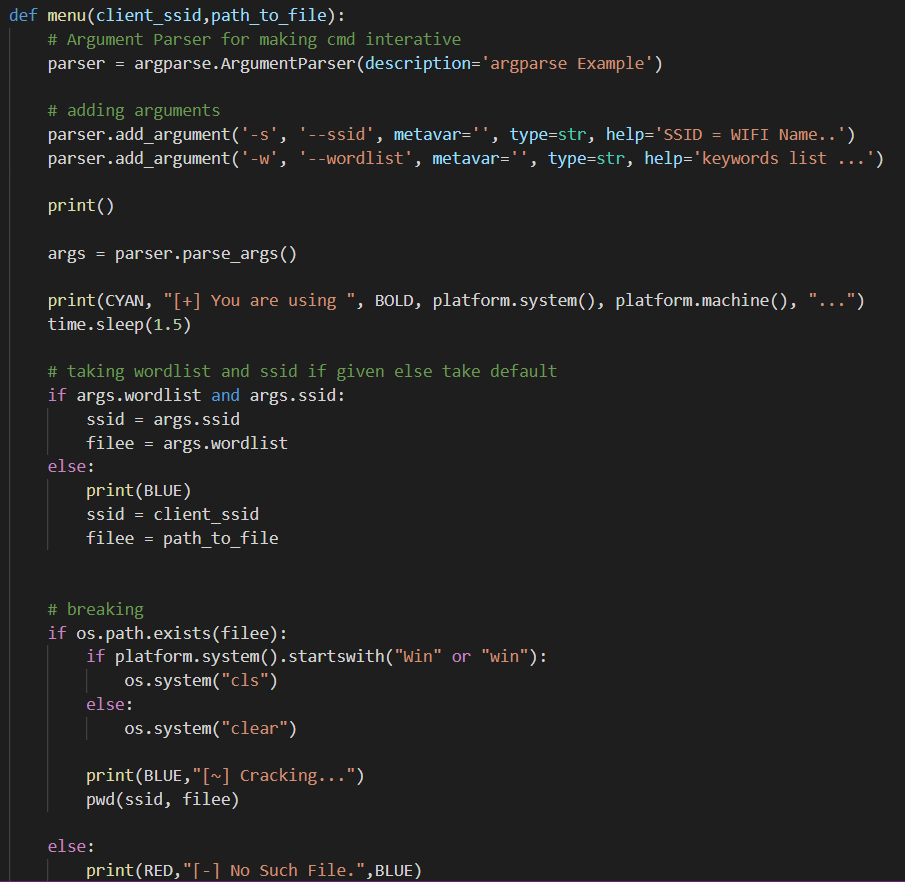 def menu(client_ssid,path_to_file):
    # Argument Parser for making cmd interative
    parser = argparse.ArgumentParser(description='argparse Example')

    # adding arguments
    parser.add_argument('-s', '--ssid', metavar='', type=str, help='SSID = WIFI Name..')
    parser.add_argument('-w', '--wordlist', metavar='', type=str, help='keywords list ...')

    print()

    args = parser.parse_args()

    print(CYAN, "[+] You are using ", BOLD, platform.system(), platform.machine(), "...")
    time.sleep(1.5)

    # taking wordlist and ssid if given else take default
    if args.wordlist and args.ssid:
        ssid = args.ssid
        filee = args.wordlist
    else:
        print(BLUE)
        ssid = client_ssid
        filee = path_to_file


    # breaking
    if os.path.exists(filee):
        if platform.system().startswith("Win" or "win"):
            os.system("cls")
        else:
            os.system("clear")

        print(BLUE,"[~] Cracking...")
        pwd(ssid, filee)

    else:
        print(RED,"[-] No Such File.",BLUE)